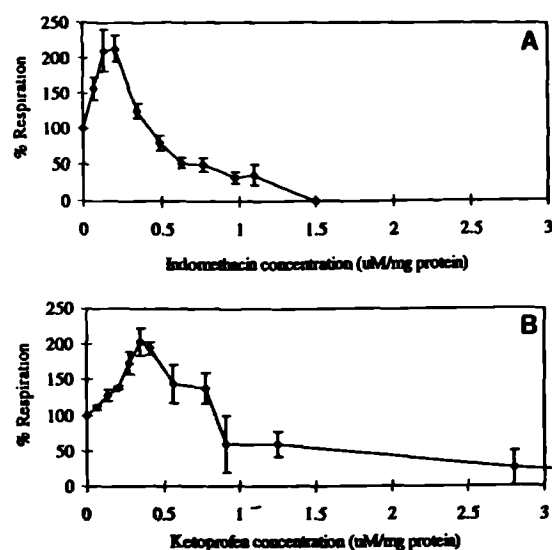 A
250
200
150
100
50
0
% Respiration
0 0.5 1 1.5 2 2.5 3
Indomethacin concentration (uM/mg protein)
B
250
200
150
100
50
0
% Respiration
0 0.5 1 1.5 2 2.5 3
Ketoprofen concentration (uM/mg protein)